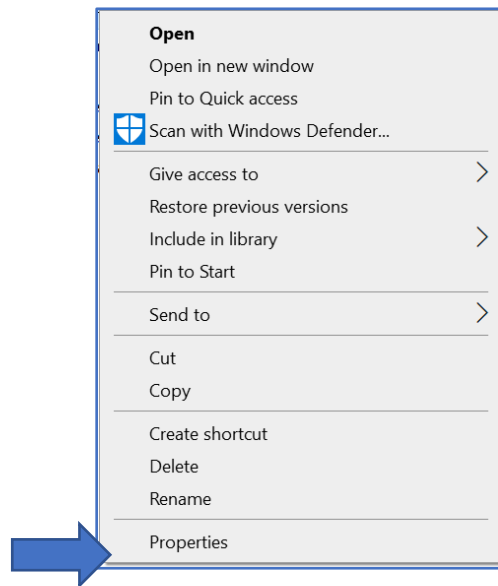 Open
Open in new window
Pin to Quick access
Scan with Windows Defender...
Give access to
Restore previous versions
Include in library
Pin to Start
Send to
Cut
Copy
Create shortcut
Delete
Rename
Properties